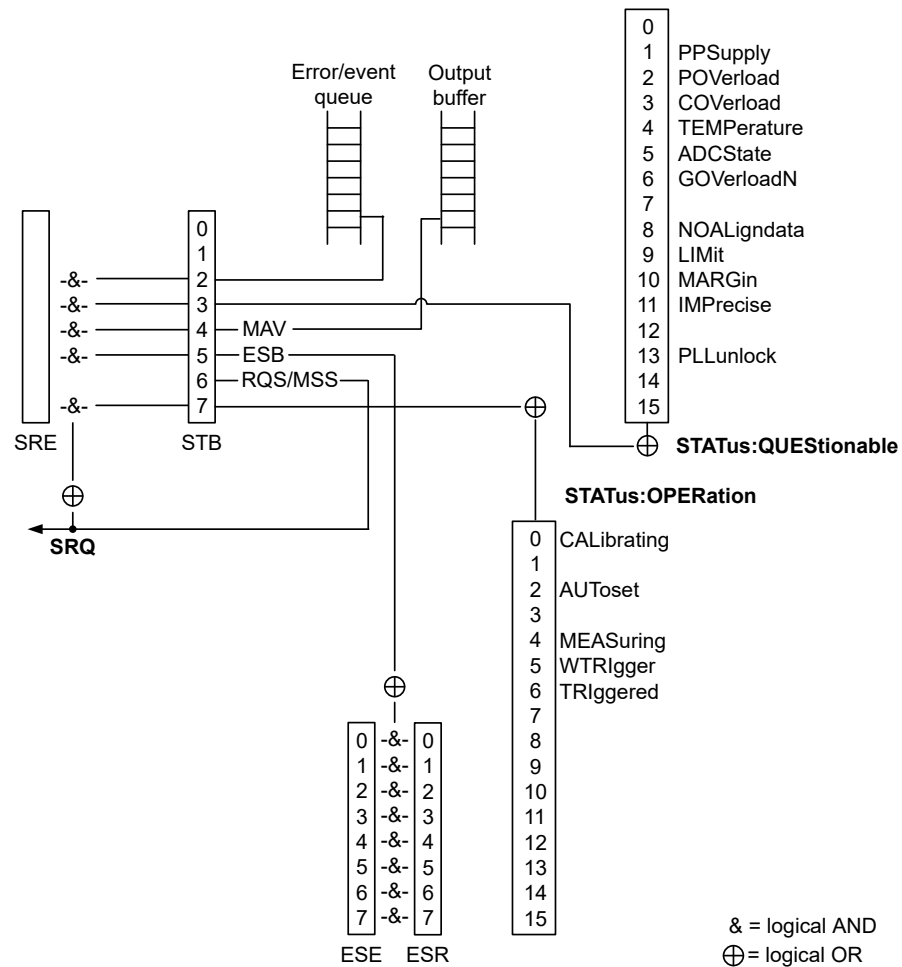 Error/event
queue
Output
buffer
0
1 PPSupply
2 POVerload
3 COVerload
4 TEMPerature
5 ADCState
6 GOVerloadN
7
8 NOALigndata
9 LIMit
10 MARGin
11 IMPrecise
12
13 PLLunlock
14
15
STATus:QUEStionable
0
1
-&- 2
-&- 3
-&- 4 MAV
-&- 5 ESB
6 RQS/MSS
-&- 7
SRE STB
SRQ
STATus:OPERation
0 CALibrating
1
2 AUToset
3
4 MEASuring
5 WTRIgger
6 TRIggered
7
8
9
10
11
12
13
14
15
0 -&- 0
1 -&- 1
2 -&- 2
3 -&- 3
4 -&- 4
5 -&- 5
6 -&- 6
7 -&- 7
ESE ESR
& = logical AND
⊕ = logical OR